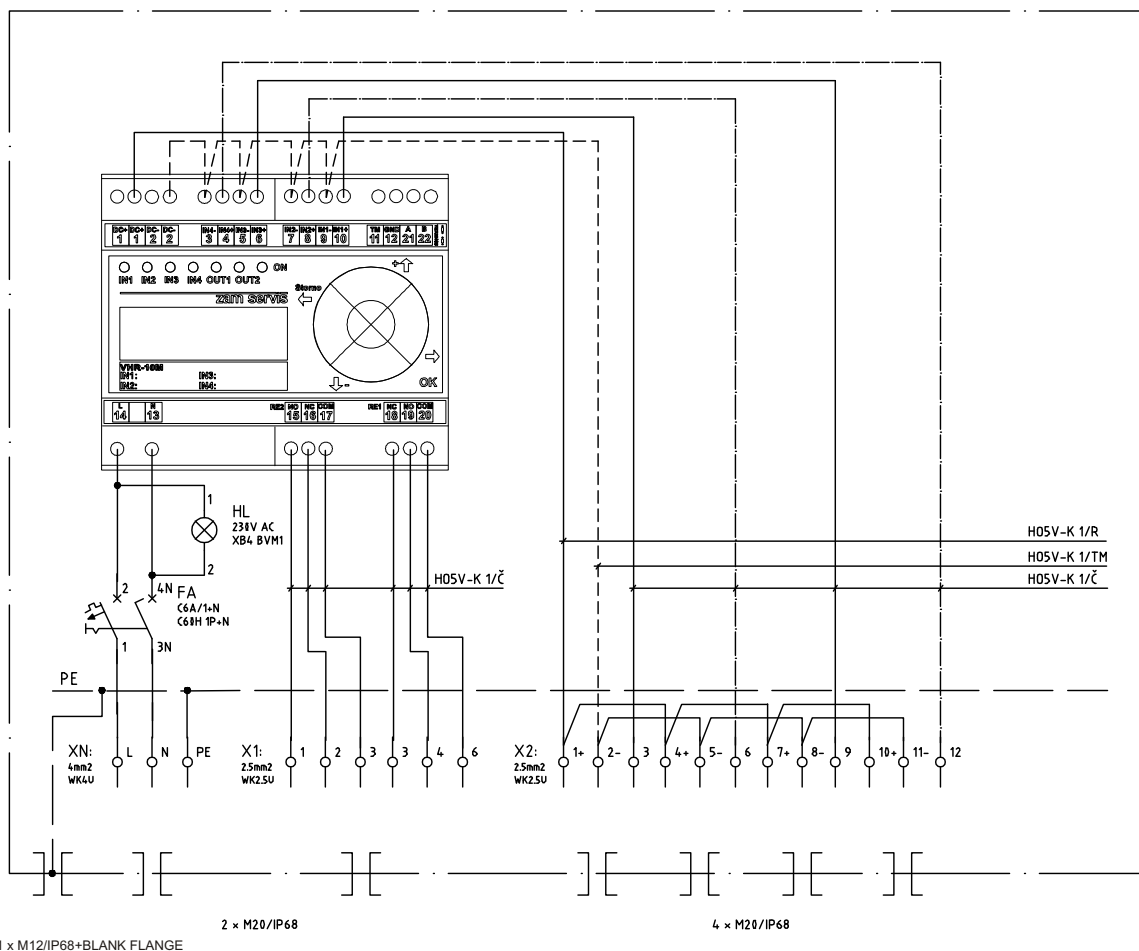 DC+ DC+ DC- DC- IN4- IN4+ IN3- IN3+ IN2- IN2+ IN1- IN1+ TM GND A B
1 1 2 2 3 4 5 6 7 8 9 10 11 12 21 22
ON
IN1 IN2 IN3 IN4 OUT1 OUT2
zam servis
Storno
+
-
OK
VHR-10M
IN1: IN3:
IN2: IN4:
L N RE2 NO NC COM RE1 NC NO COM
14 13 15 16 17 18 19 20
1
HL
230V AC
XB4 BVM1
2
2 4N FA
C6A/1+N
C60H 1P+N
1 3N
H05V-K 1/Č
H05V-K 1/R
H05V-K 1/TM
H05V-K 1/Č
PE
XN: L N PE
4mm2
WK4U
X1: 1 2 3 3 4 6
2.5mm2
WK2.5U
X2: 1+ 2- 3 4+ 5- 6 7+ 8- 9 10+ 11- 12
2.5mm2
WK2.5U
2 × M20/IP68 4 × M20/IP68
1 x M12/IP68+BLANK FLANGE